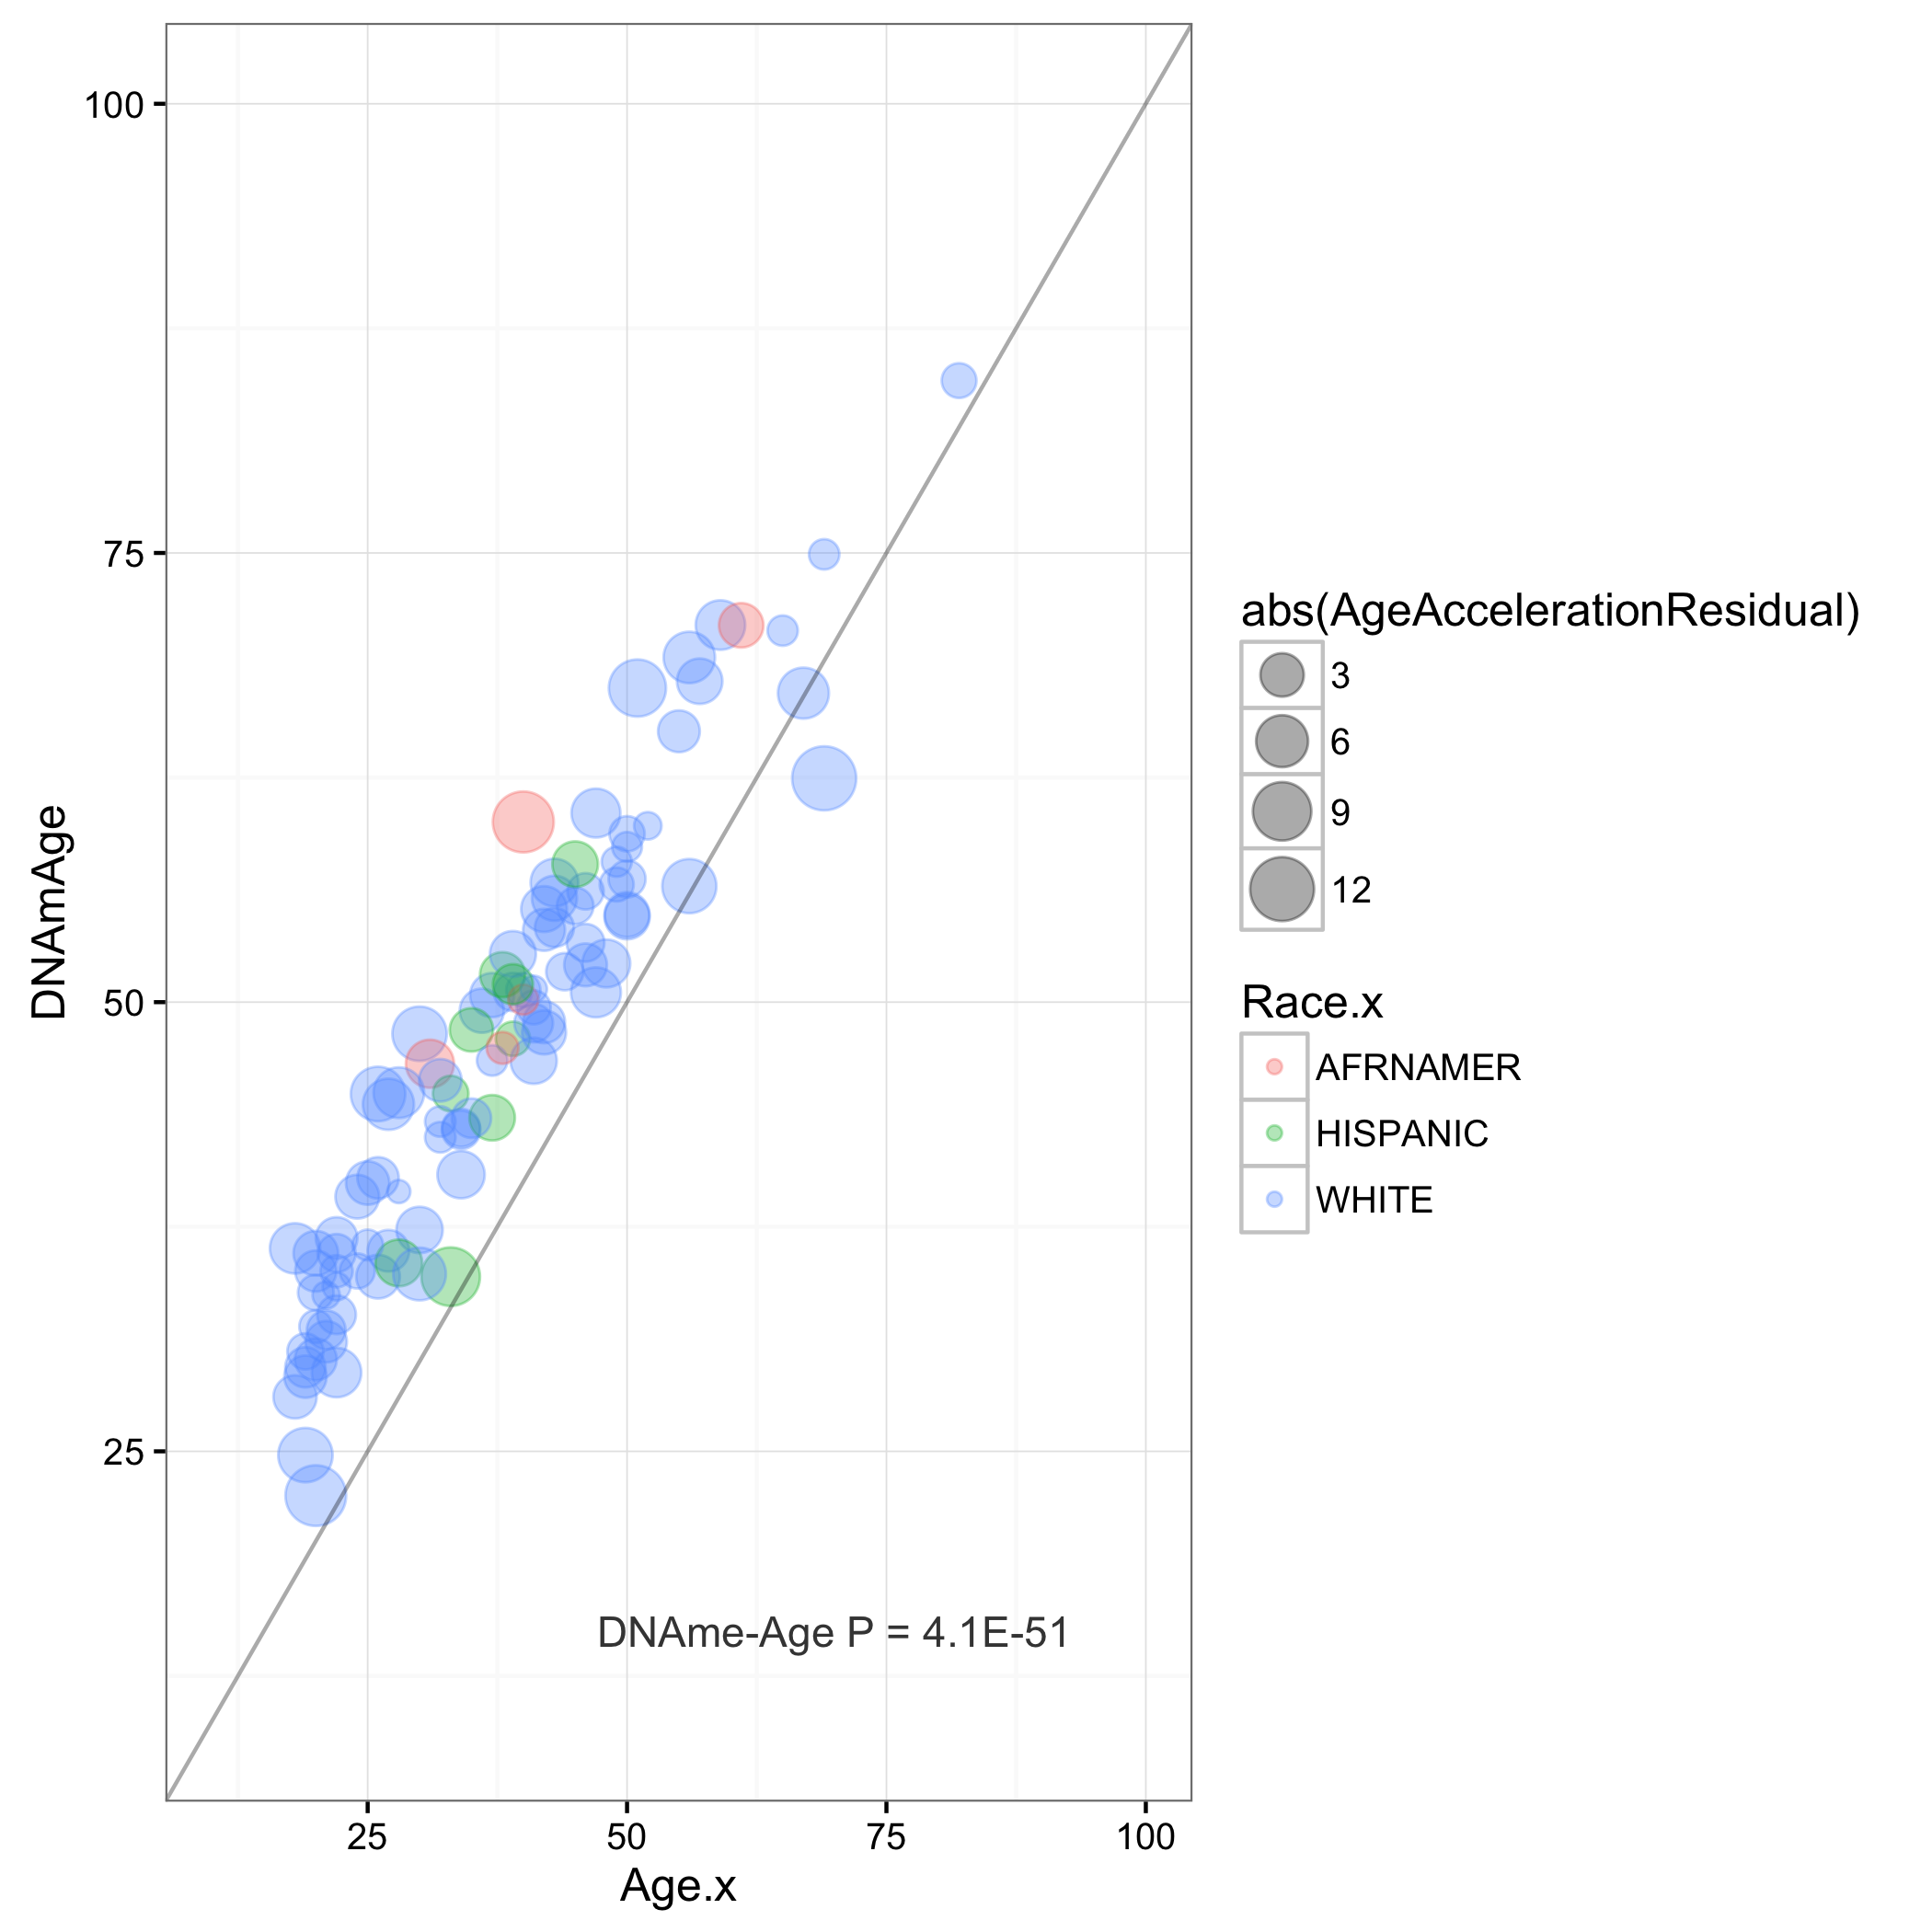 100
75
50
25
DNAmAge
DNAme-Age P = 4.1E-51
25 50 75 100
Age.x
abs(AgeAccelerationResidual)
3
6
9
12
Race.x
AFRNAMER
HISPANIC
WHITE